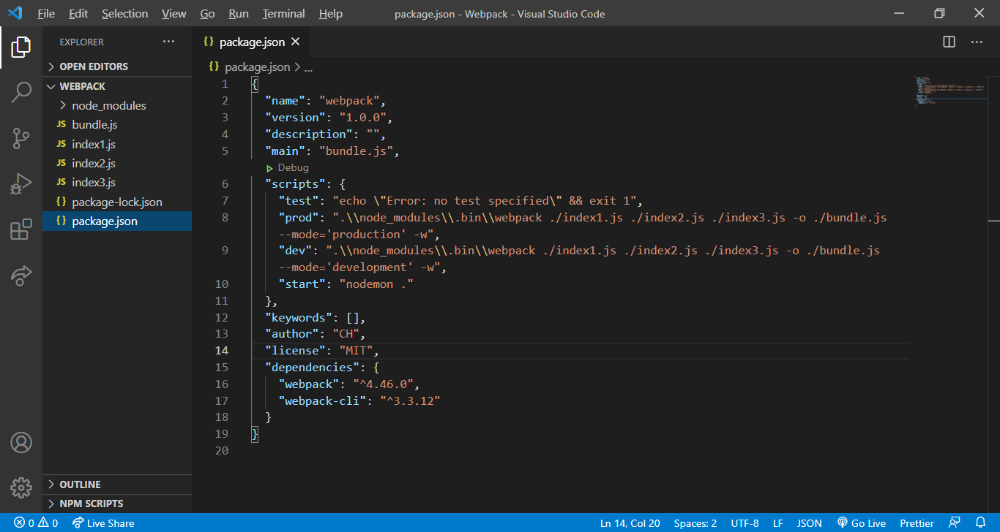 File Edit Selection View Go Run Terminal Help package.json - Webpack - Visual Studio Code
EXPLORER ···
OPEN EDITORS
WEBPACK
node_modules
JS bundle.js
JS index1.js
JS index2.js
JS index3.js
{} package-lock.json
{} package.json
OUTLINE
NPM SCRIPTS
{} package.json
{} package.json > ...
1 {
2 "name": "webpack",
3 "version": "1.0.0",
4 "description": "",
5 "main": "bundle.js",
Debug
6 "scripts": {
7 "test": "echo \"Error: no test specified\" && exit 1",
8 "prod": ".\\node_modules\\.bin\\webpack ./index1.js ./index2.js ./index3.js -o ./bundle.js
--mode='production' -w",
9 "dev": ".\\node_modules\\.bin\\webpack ./index1.js ./index2.js ./index3.js -o ./bundle.js
--mode='development' -w",
10 "start": "nodemon ."
11 },
12 "keywords": [],
13 "author": "CH",
14 "license": "MIT",
15 "dependencies": {
16 "webpack": "^4.46.0",
17 "webpack-cli": "^3.3.12"
18 }
19 }
20
0 0 Live Share Ln 14, Col 20 Spaces: 2 UTF-8 LF JSON Go Live Prettier